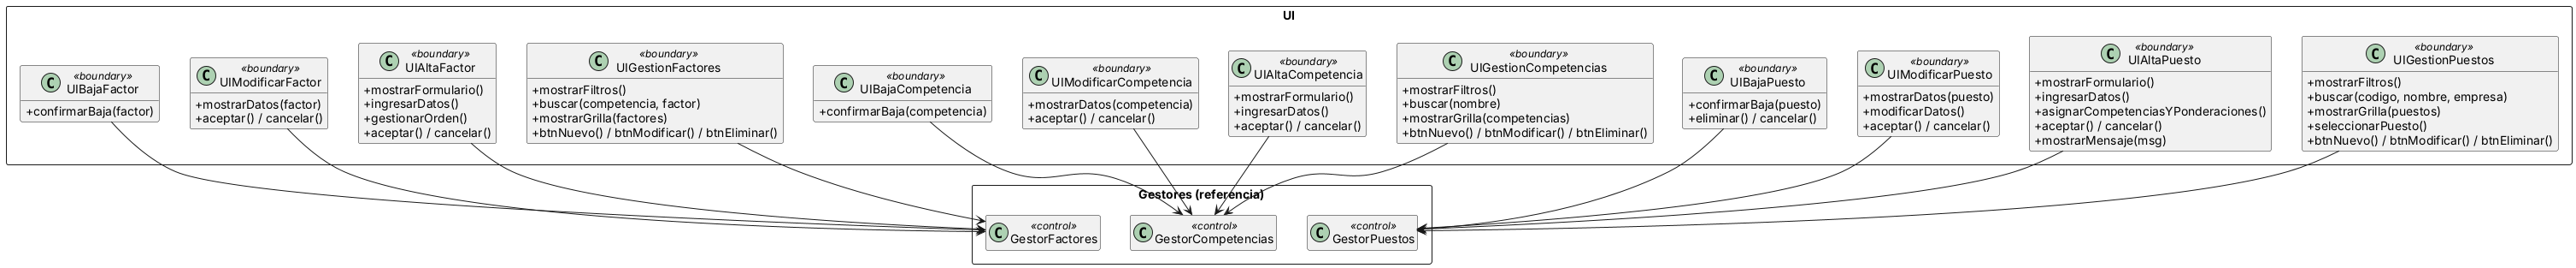 UI
«boundary»
UIBajaFactor
+confirmarBaja(factor)
«boundary»
UIModificarFactor
+mostrarDatos(factor)
+aceptar() / cancelar()
«boundary»
UIAltaFactor
+mostrarFormulario()
+ingresarDatos()
+gestionarOrden()
+aceptar() / cancelar()
«boundary»
UIGestionFactores
+mostrarFiltros()
+buscar(competencia, factor)
+mostrarGrilla(factores)
+btnNuevo() / btnModificar() / btnEliminar()
«boundary»
UIBajaCompetencia
+confirmarBaja(competencia)
«boundary»
UIModificarCompetencia
+mostrarDatos(competencia)
+aceptar() / cancelar()
«boundary»
UIAltaCompetencia
+mostrarFormulario()
+ingresarDatos()
+aceptar() / cancelar()
«boundary»
UIGestionCompetencias
+mostrarFiltros()
+buscar(nombre)
+mostrarGrilla(competencias)
+btnNuevo() / btnModificar() / btnEliminar()
«boundary»
UIBajaPuesto
+confirmarBaja(puesto)
+eliminar() / cancelar()
«boundary»
UIModificarPuesto
+mostrarDatos(puesto)
+modificarDatos()
+aceptar() / cancelar()
«boundary»
UIAltaPuesto
+mostrarFormulario()
+ingresarDatos()
+asignarCompetenciasYPonderaciones()
+aceptar() / cancelar()
+mostrarMensaje(msg)
«boundary»
UIGestionPuestos
+mostrarFiltros()
+buscar(codigo, nombre, empresa)
+mostrarGrilla(puestos)
+seleccionarPuesto()
+btnNuevo() / btnModificar() / btnEliminar()
Gestores (referencia)
«control»
GestorFactores
«control»
GestorCompetencias
«control»
GestorPuestos